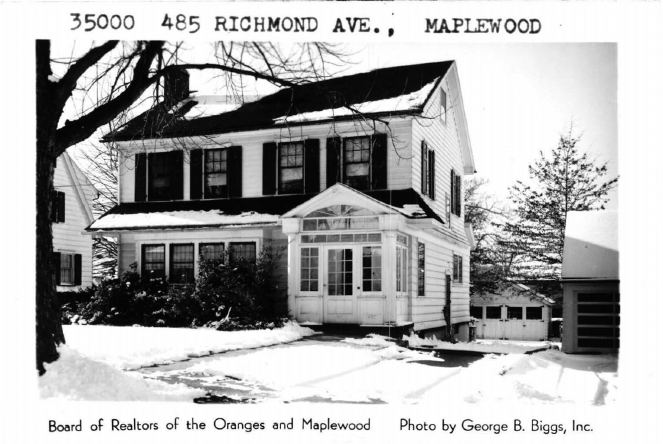 35000 485 RICHMOND AVE., MAPLEWOOD
Board of Realtors of the Oranges and Maplewood Photo by George B. Biggs, Inc.